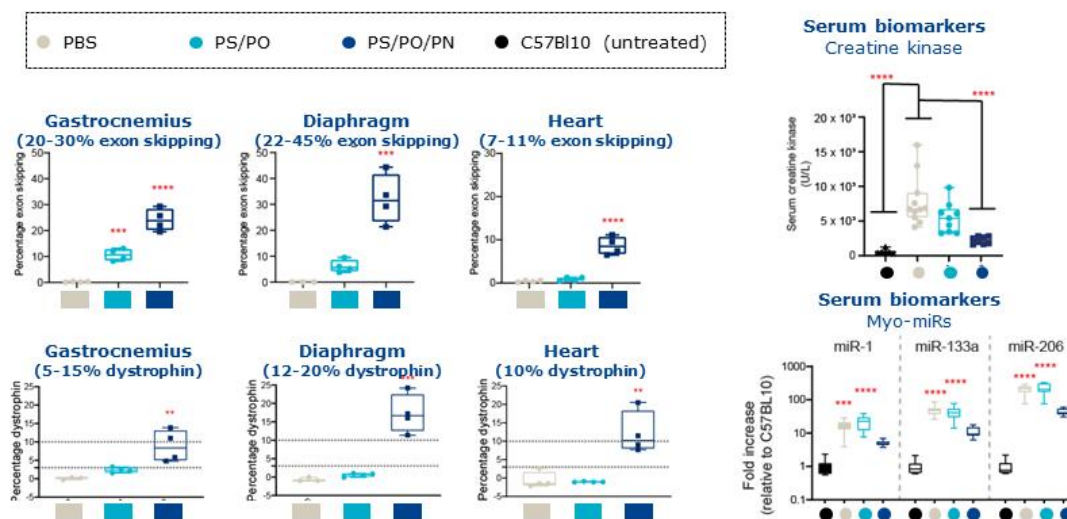 PBS PS/PO PS/PO/PN C57Bl10 (untreated)
Gastrocnemius
(20-30% exon skipping)
Percentage exon skipping
50
40
30
20
10
0
***
****
Diaphragm
(22-45% exon skipping)
Percentage exon skipping
50
40
30
20
10
0
***
Heart
(7-11% exon skipping)
Percentage exon skipping
30
20
10
0
****
Gastrocnemius
(5-15% dystrophin)
Percentage dystrophin
25
20
15
10
5
0
-5
**
Diaphragm
(12-20% dystrophin)
Percentage dystrophin
25
20
15
10
5
0
-5
Heart
(10% dystrophin)
Percentage dystrophin
25
20
15
10
5
0
-5
**
Serum biomarkers
Creatine kinase
****
****
Serum creatine kinase
(U/L)
20 x 10³
15 x 10³
10 x 10³
5 x 10³
0
Serum biomarkers
Myo-miRs
miR-1 miR-133a miR-206
Fold increase
(relative to C57BL10)
1000
100
10
1
0.1
*** ****
**** ****
**** ****